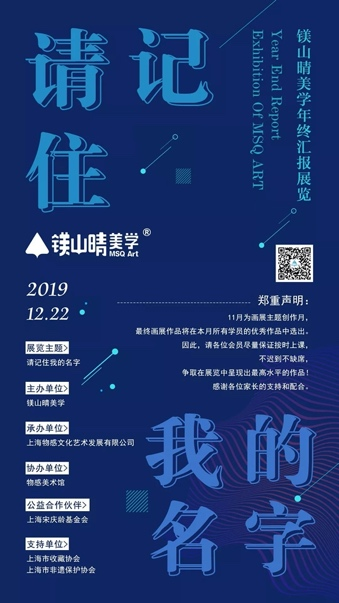 请记住
镁山晴美学年终汇报展览
Year End Report
Exhibition Of MSQ ART
镁山晴美学®
MSQ Art
2019
12.22
郑重声明：
11月为画展主题创作月，
最终画展作品将在本月所有学员的优秀作品中选出。
因此，请各位会员尽量保证按时上课，
不迟到不缺席，
争取在展览中呈现出最高水平的作品！
感谢各位家长的支持和配合。
展览主题>
请记住我的名字
主办单位>
镁山晴美学
承办单位>
上海物感文化艺术发展有限公司
协办单位>
物感美术馆
公益合作伙伴>
上海宋庆龄基金会
支持单位>
上海市收藏协会
上海市非遗保护协会
我的
名字